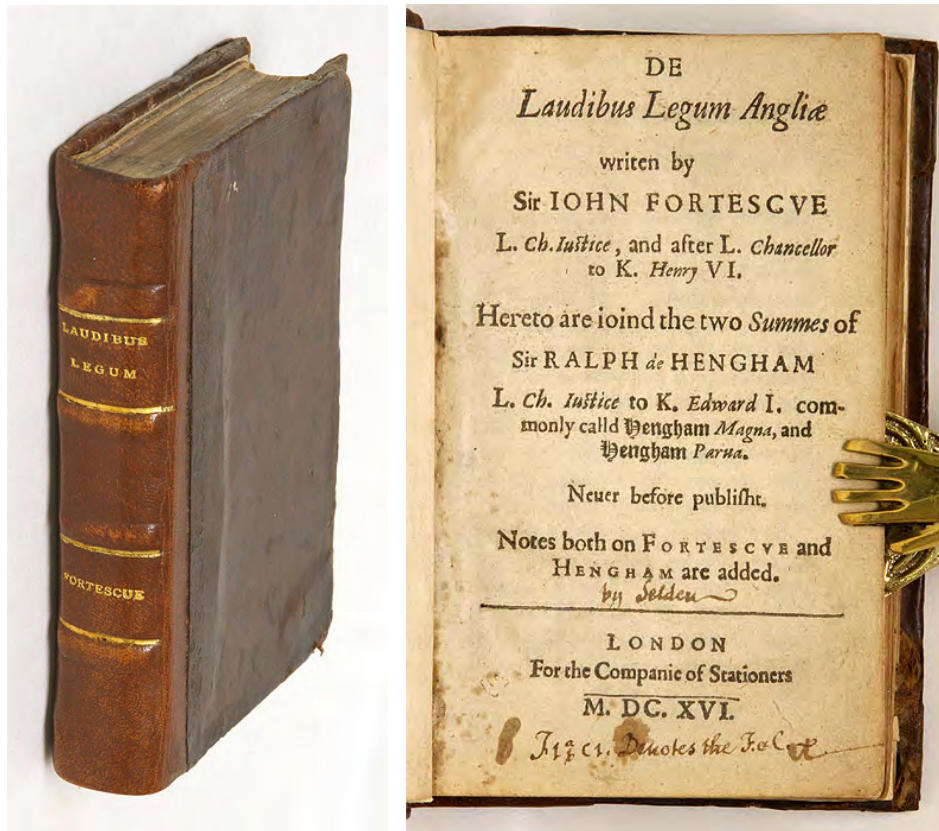 LAUDIBUS
LEGUM
FORTESCUE
DE
Laudibus Legum Angliæ
writen by
Sir IOHN FORTESCVE
L. Ch. Iustice, and after L. Chancellor
to K. Henry VI.
Hereto are ioind the two Summes of
Sir RALPH de HENGHAM
L. Ch. Iustice to K. Edward I. com-
monly calld Hengham Magna, and
Hengham Parua.
Neuer before publisht.
Notes both on FORTESCVE and
HENGHAM are added.
by Selden
LONDON
For the Companie of Stationers
M. DC. XVI.
Denotes the